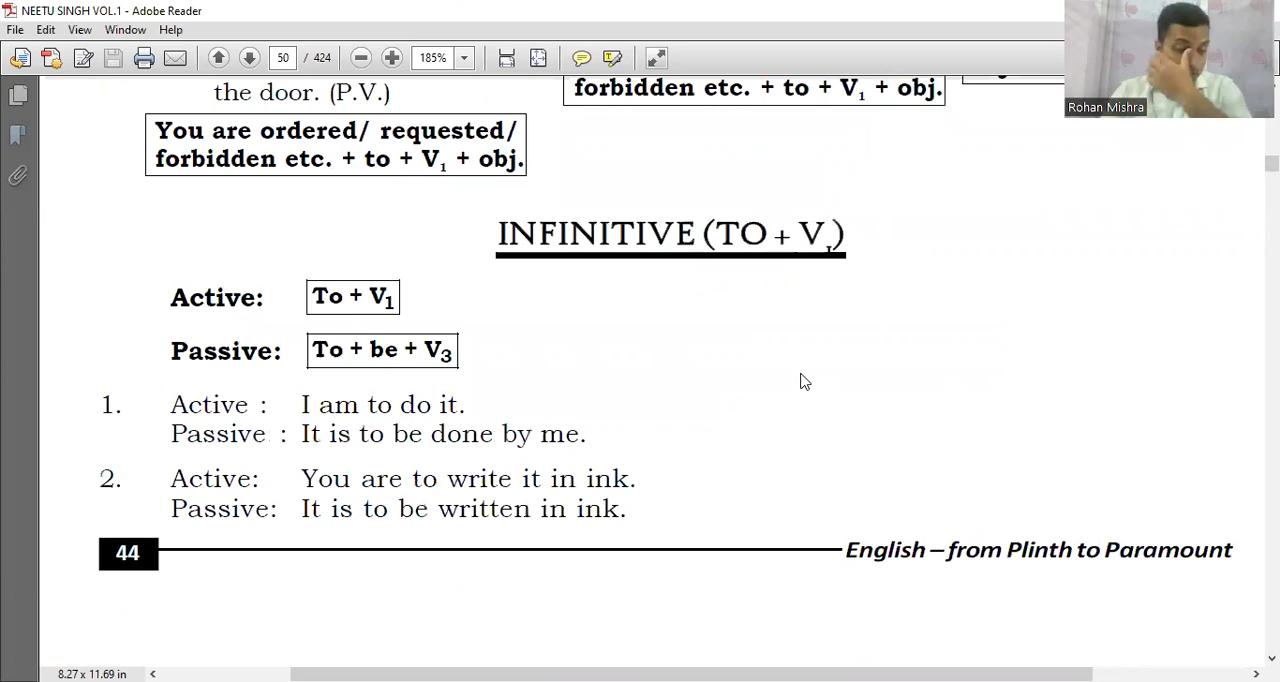 NEETU SINGH VOL.1 - Adobe Reader
File Edit View Window Help
50 / 424 185%
Rohan Mishra
the door. (P.V.)
forbidden etc. + to + V1 + obj.
You are ordered/ requested/
forbidden etc. + to + V1 + obj.
INFINITIVE (TO + V1)
Active: To + V1
Passive: To + be + V3
1. Active : I am to do it.
Passive : It is to be done by me.
2. Active: You are to write it in ink.
Passive: It is to be written in ink.
44 English – from Plinth to Paramount
8.27 x 11.69 in